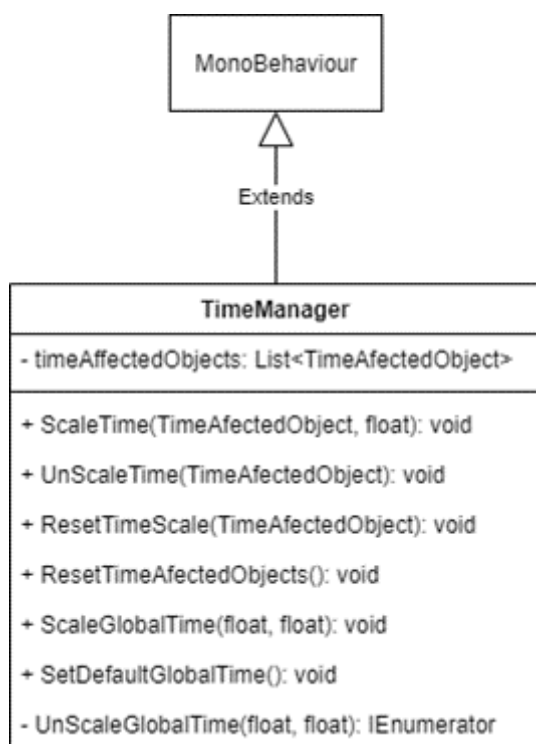 MonoBehaviour
Extends
TimeManager
- timeAffectedObjects: List<TimeAfectedObject>
+ ScaleTime(TimeAfectedObject, float): void
+ UnScaleTime(TimeAfectedObject): void
+ ResetTimeScale(TimeAfectedObject): void
+ ResetTimeAfectedObjects(): void
+ ScaleGlobalTime(float, float): void
+ SetDefaultGlobalTime(): void
- UnScaleGlobalTime(float, float): IEnumerator